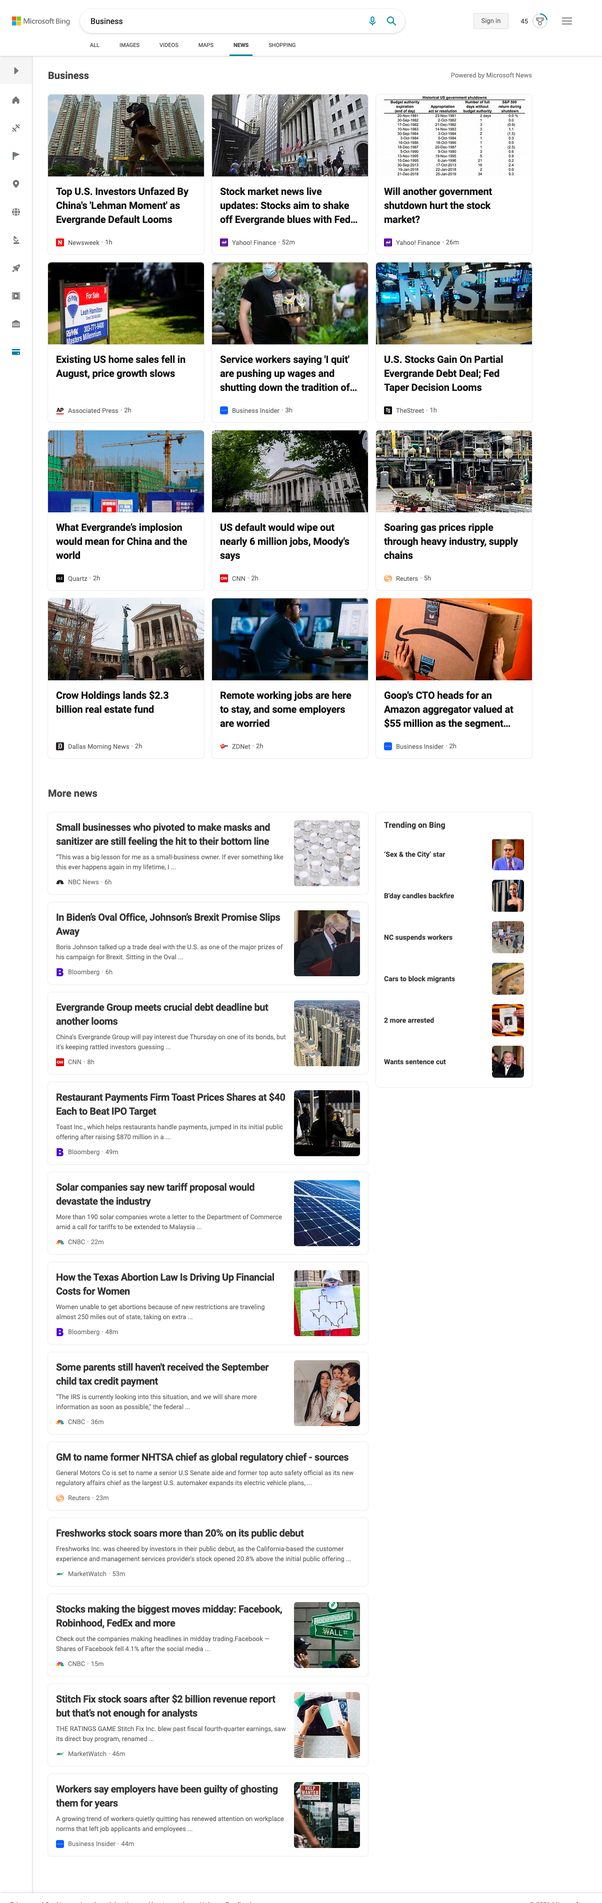 Microsoft Bing
Business
Sign in
45
ALL
IMAGES
VIDEOS
MAPS
NEWS
SHOPPING
Business
Powered by Microsoft News
Top U.S. Investors Unfazed By
China's 'Lehman Moment' as
Evergrande Default Looms
Newsweek · 1h
Stock market news live
updates: Stocks aim to shake
off Evergrande blues with Fed...
Yahoo! Finance · 52m
Will another government
shutdown hurt the stock
market?
Yahoo! Finance · 26m
For Sale
Existing US home sales fell in
August, price growth slows
AP Associated Press · 2h
Service workers saying 'I quit'
are pushing up wages and
shutting down the tradition of...
Business Insider · 3h
NYSE
U.S. Stocks Gain On Partial
Evergrande Debt Deal; Fed
Taper Decision Looms
TheStreet · 1h
What Evergrande's implosion
would mean for China and the
world
Quartz · 2h
US default would wipe out
nearly 6 million jobs, Moody's
says
CNN · 2h
Soaring gas prices ripple
through heavy industry, supply
chains
Reuters · 5h
Crow Holdings lands $2.3
billion real estate fund
Dallas Morning News · 2h
Remote working jobs are here
to stay, and some employers
are worried
ZDNet · 2h
Goop's CTO heads for an
Amazon aggregator valued at
$55 million as the segment...
Business Insider · 2h
More news
Small businesses who pivoted to make masks and
sanitizer are still feeling the hit to their bottom line
"This was a big lesson for me as a small-business owner. If ever something like
this ever happens again in my lifetime, I ...
NBC News · 6h
In Biden's Oval Office, Johnson's Brexit Promise Slips
Away
Boris Johnson talked up a trade deal with the U.S. as one of the major prizes of
his campaign for Brexit. Sitting in the Oval ...
Bloomberg · 6h
Evergrande Group meets crucial debt deadline but
another looms
China's Evergrande Group will pay interest due Thursday on one of its bonds, but
it's keeping rattled investors guessing ...
CNN · 8h
Restaurant Payments Firm Toast Prices Shares at $40
Each to Beat IPO Target
Toast Inc., which helps restaurants handle payments, jumped in its initial public
offering after raising $870 million in a ...
Bloomberg · 49m
Solar companies say new tariff proposal would
devastate the industry
More than 190 solar companies wrote a letter to the Department of Commerce
amid a call for tariffs to be extended to Malaysia ...
CNBC · 22m
How the Texas Abortion Law Is Driving Up Financial
Costs for Women
Women unable to get abortions because of new restrictions are traveling
almost 250 miles out of state, taking on extra ...
Bloomberg · 48m
Some parents still haven't received the September
child tax credit payment
"The IRS is currently looking into this situation, and we will share more
information as soon as possible," the federal ...
CNBC · 36m
GM to name former NHTSA chief as global regulatory chief - sources
General Motors Co is set to name a senior U.S Senate aide and former top auto safety official as its new
regulatory affairs chief as the largest U.S. automaker expands its electric vehicle plans, ...
Reuters · 23m
Freshworks stock soars more than 20% on its public debut
Freshworks Inc. was cheered by investors in their public debut, as the California-based the customer
experience and management services provider's stock opened 20.8% above the initial public offering ...
MarketWatch · 53m
Stocks making the biggest moves midday: Facebook,
Robinhood, FedEx and more
Check out the companies making headlines in midday trading.Facebook —
Shares of Facebook fell 4.1% after the social media ...
CNBC · 15m
WALL
Stitch Fix stock soars after $2 billion revenue report
but that's not enough for analysts
THE RATINGS GAME Stitch Fix Inc. blew past fiscal fourth-quarter earnings, saw
its direct buy program, renamed ...
MarketWatch · 46m
Workers say employers have been guilty of ghosting
them for years
A growing trend of workers quietly quitting has renewed attention on workplace
norms that left job applicants and employees ...
Business Insider · 44m
Trending on Bing
'Sex & the City' star
B'day candles backfire
NC suspends workers
Cars to block migrants
2 more arrested
Wants sentence cut